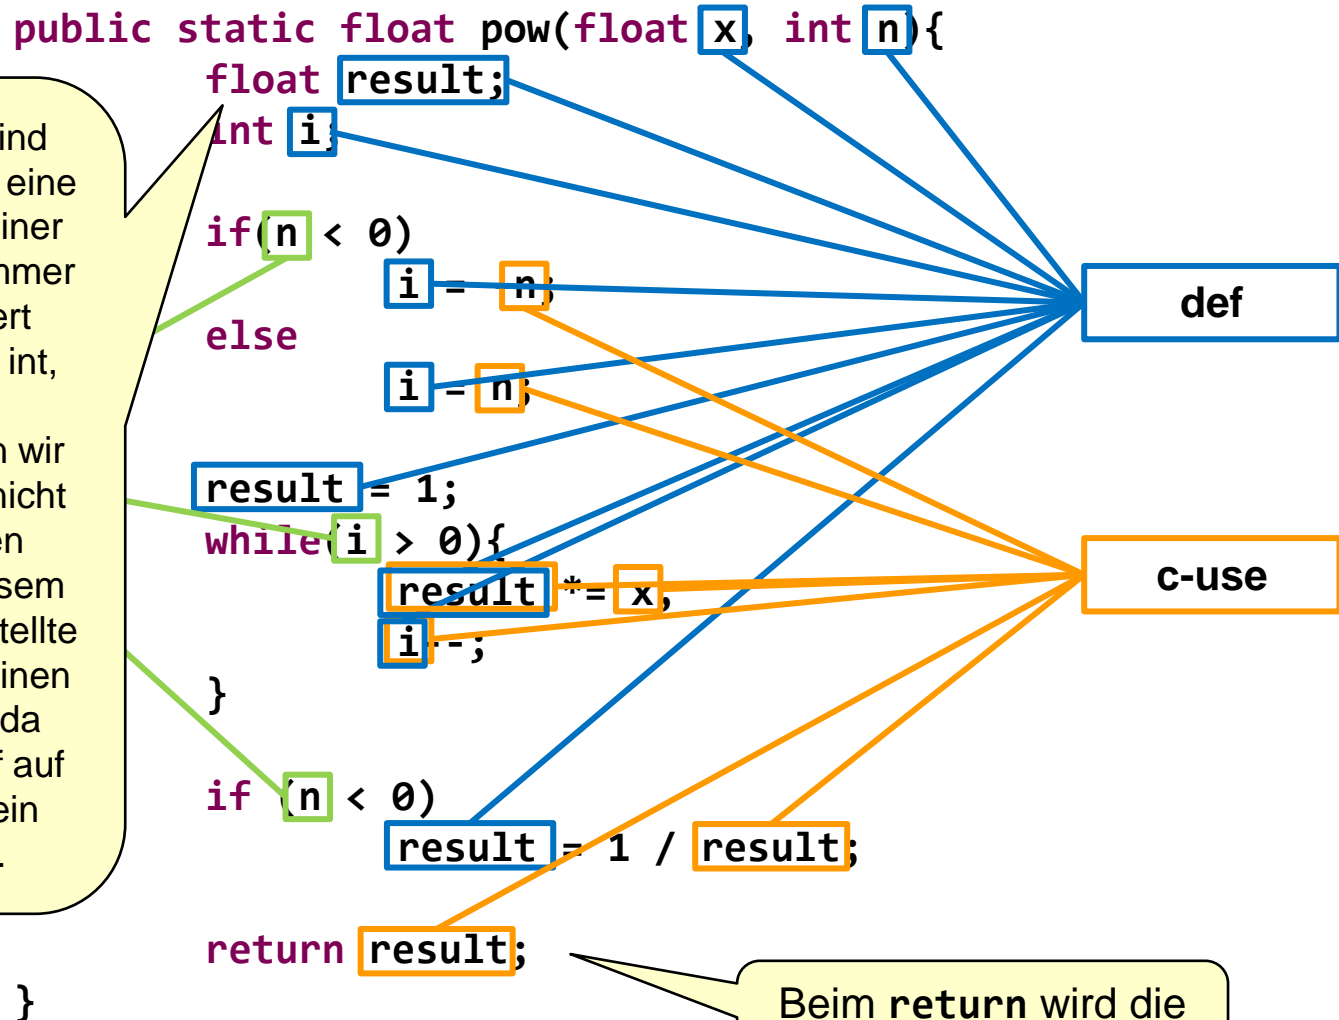 public static float pow(float x, int n){
float result;
int i;
if(n < 0)
i = -n;
else
i = n;
result = 1;
while(i > 0){
result *= x;
i--;
}
if (n < 0)
result = 1 / result;
return result;
}
ind
eine
iner
mmer
ert
int,
n wir
nicht
en
sem
tellte
inen
da
f auf
ein
.
def
c-use
Beim return wird die